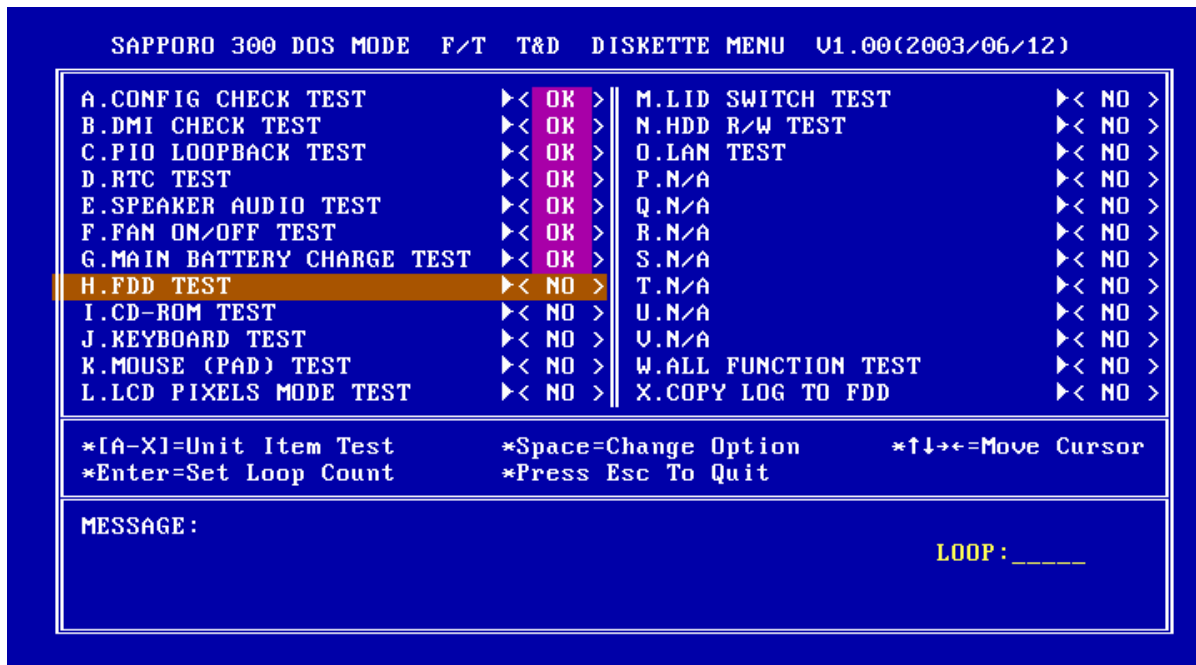 SAPPORO 300 DOS MODE F/T T&D DISKETTE MENU V1.00(2003/06/12)
A.CONFIG CHECK TEST ►< OK > M.LID SWITCH TEST ►< NO >
B.DMI CHECK TEST ►< OK > N.HDD R/W TEST ►< NO >
C.PIO LOOPBACK TEST ►< OK > O.LAN TEST ►< NO >
D.RTC TEST ►< OK > P.N/A ►< NO >
E.SPEAKER AUDIO TEST ►< OK > Q.N/A ►< NO >
F.FAN ON/OFF TEST ►< OK > R.N/A ►< NO >
G.MAIN BATTERY CHARGE TEST ►< OK > S.N/A ►< NO >
H.FDD TEST ►< NO > T.N/A ►< NO >
I.CD-ROM TEST ►< NO > U.N/A ►< NO >
J.KEYBOARD TEST ►< NO > V.N/A ►< NO >
K.MOUSE (PAD) TEST ►< NO > W.ALL FUNCTION TEST ►< NO >
L.LCD PIXELS MODE TEST ►< NO > X.COPY LOG TO FDD ►< NO >
*[A-X]=Unit Item Test *Space=Change Option *↑↓→←=Move Cursor
*Enter=Set Loop Count *Press Esc To Quit
MESSAGE:
LOOP:_____